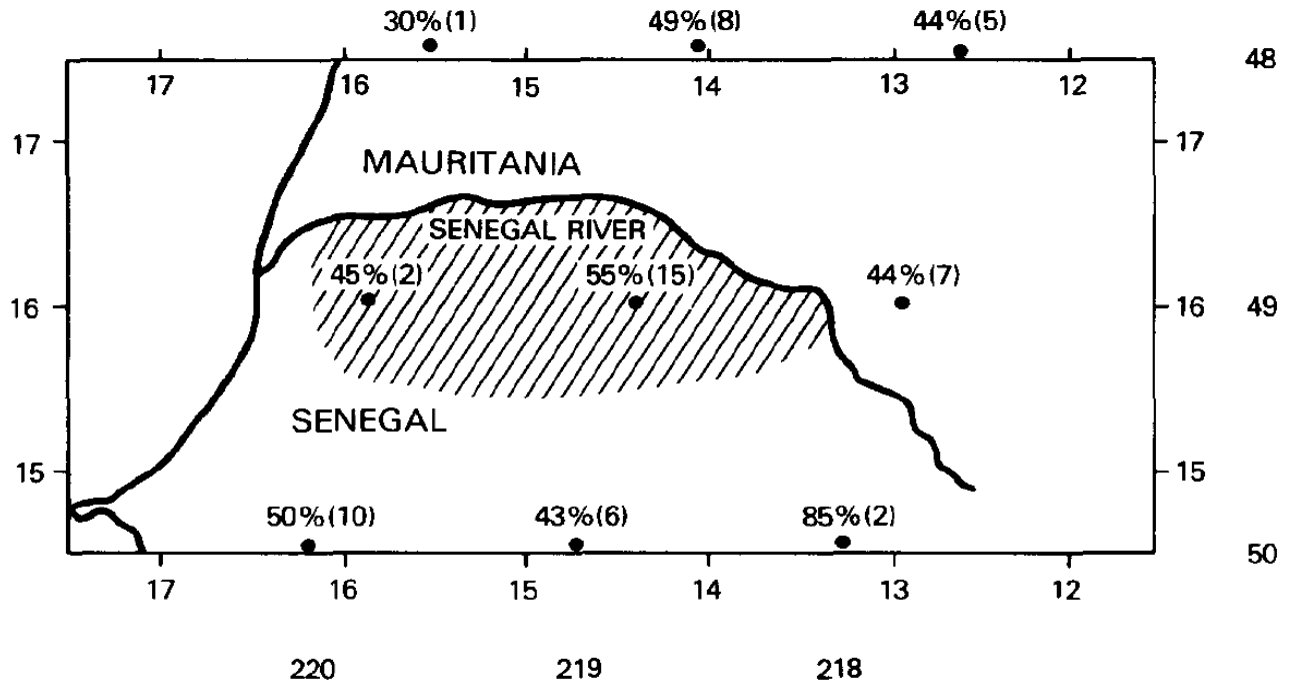 30%(1) 49%(8) 44%(5)
48
17 16 15 14 13 12
17 17
MAURITANIA
SENEGAL RIVER
45%(2) 55%(15) 44%(7)
16 16 49
SENEGAL
15 15
50%(10) 43%(6) 85%(2)
50
17 16 15 14 13 12
220 219 218